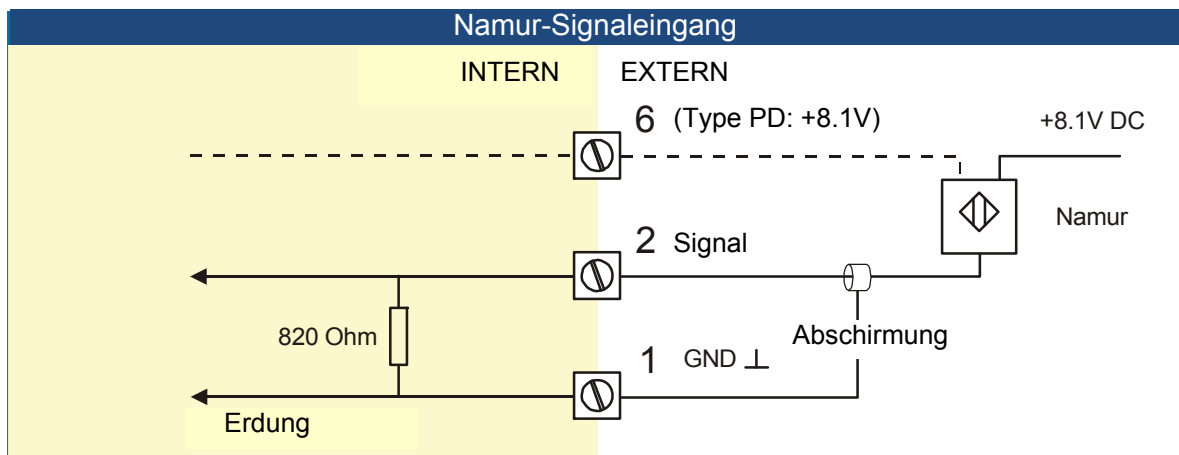 Namur-Signaleingang
INTERN EXTERN
6 (Type PD: +8.1V) +8.1V DC
Namur
2 Signal
820 Ohm
Abschirmung
1 GND ⊥
Erdung